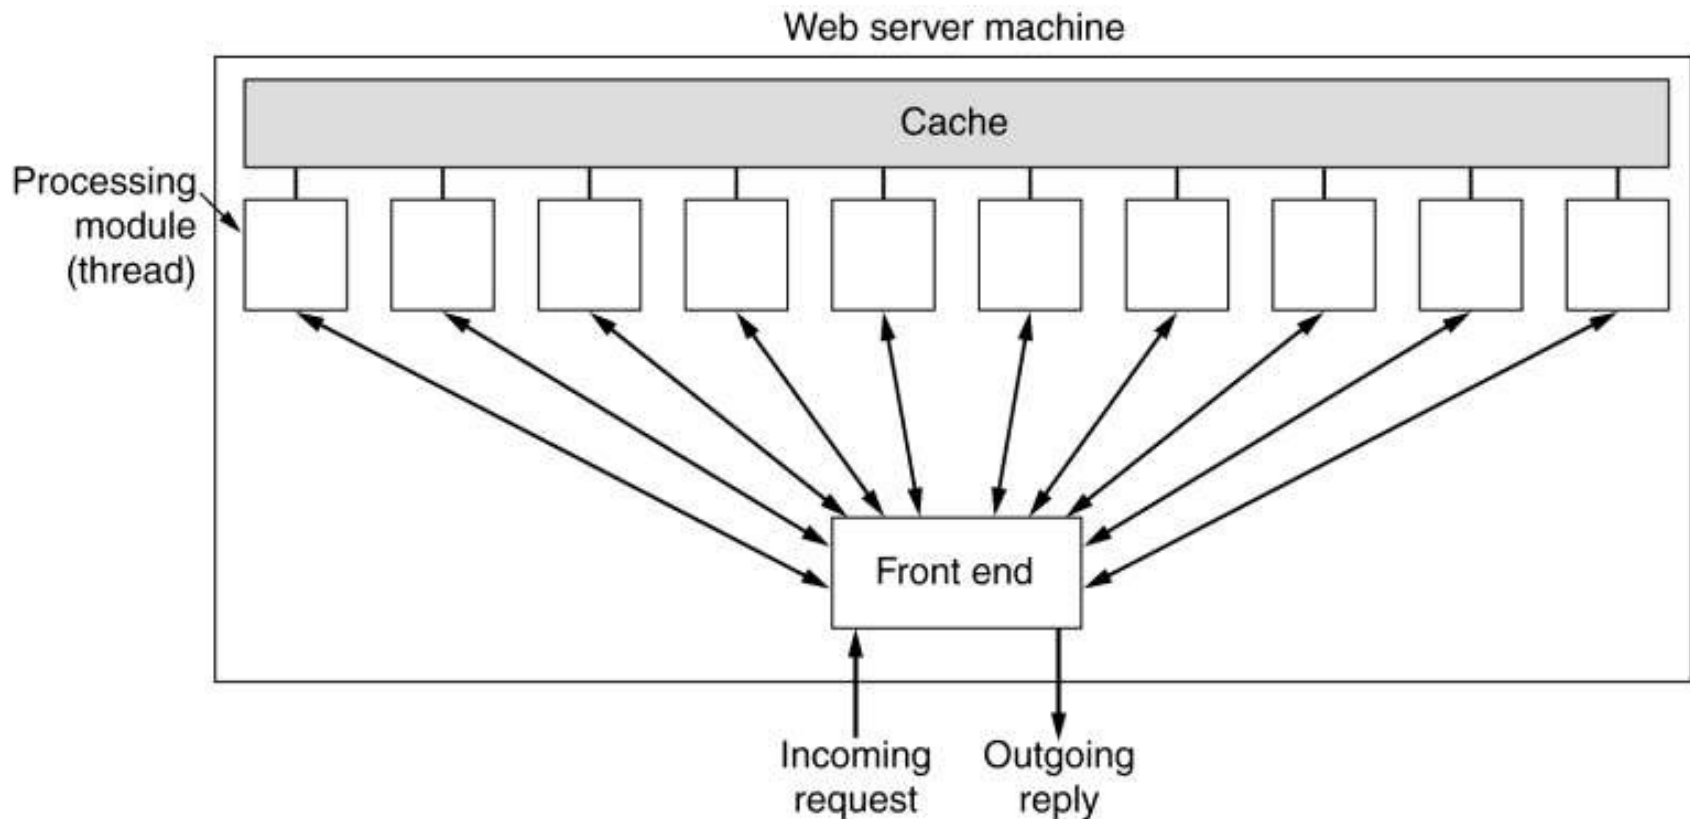 Web server machine
Cache
Processing
module
(thread)
Front end
Incoming
request
Outgoing
reply